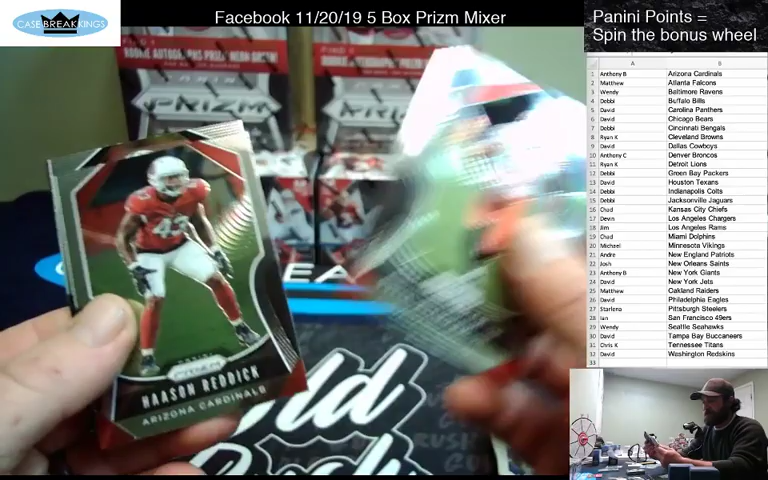 CASEBREAKKINGS
Facebook 11/20/19 5 Box Prizm Mixer
Panini Points =
Spin the bonus wheel
PRIZM
PRIZM
43
PRIZM
HAASON REDDICK
ARIZONA CARDINALS
A B
1 Anthony B Arizona Cardinals
2 Matthew Atlanta Falcons
3 Wendy Baltimore Ravens
4 Debbi Buffalo Bills
5 David Carolina Panthers
6 David Chicago Bears
7 Debbi Cincinnati Bengals
8 Ryan K Cleveland Browns
9 David Dallas Cowboys
10 Anthony C Denver Broncos
11 Ryan K Detroit Lions
12 Debbi Green Bay Packers
13 David Houston Texans
14 Debbi Indianapolis Colts
15 Debbi Jacksonville Jaguars
16 Chad Kansas City Chiefs
17 Devin Los Angeles Chargers
18 Jim Los Angeles Rams
19 Chad Miami Dolphins
20 Michael Minnesota Vikings
21 Andre New England Patriots
22 Josh New Orleans Saints
23 Anthony B New York Giants
24 David New York Jets
25 Matthew Oakland Raiders
26 David Philadelphia Eagles
27 Starleno Pittsburgh Steelers
28 Ian San Francisco 49ers
29 Wendy Seattle Seahawks
30 David Tampa Bay Buccaneers
31 Chris K Tennessee Titans
32 David Washington Redskins
33